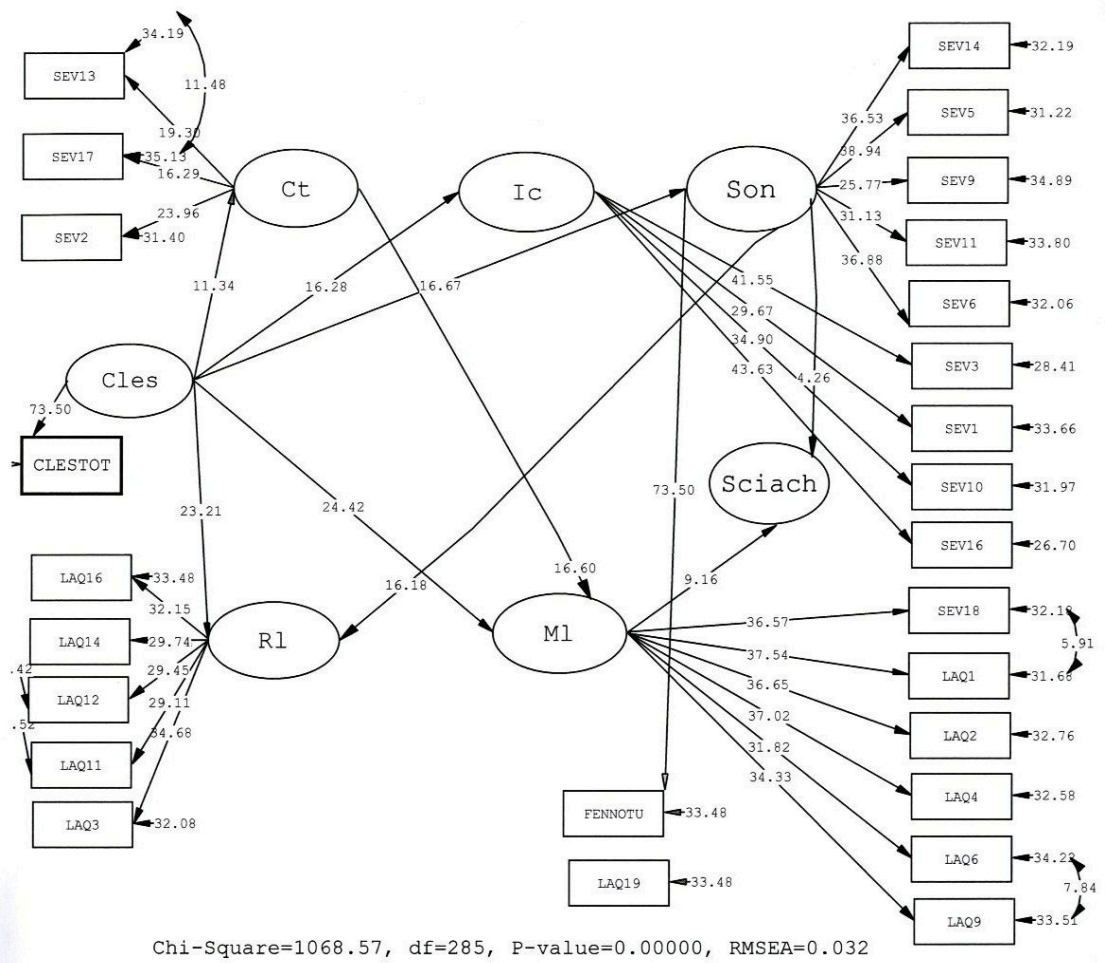 34.19
SEV13
11.48
19.30
SEV17
35.13
16.29
23.96
SEV2
31.40
Ct
Ic
Son
11.34
16.28
16.67
Cles
73.50
CLESTOT
23.21
24.42
16.18
16.60
9.16
4.26
73.50
Sciach
Rl
Ml
SEV14
32.19
36.53
SEV5
31.22
38.94
SEV9
34.89
25.77
SEV11
33.80
31.13
SEV6
32.06
36.88
41.55
SEV3
28.41
29.67
SEV1
33.66
34.90
SEV10
31.97
43.63
SEV16
26.70
LAQ16
33.48
32.15
LAQ14
29.74
.42
LAQ12
29.45
29.11
.52
34.68
LAQ11
LAQ3
32.08
36.57
SEV18
32.18
5.91
37.54
LAQ1
31.68
36.65
LAQ2
32.76
37.02
LAQ4
32.58
31.82
LAQ6
34.22
7.84
34.33
LAQ9
33.51
FENNOTU
33.48
LAQ19
33.48
Chi-Square=1068.57, df=285, P-value=0.00000, RMSEA=0.032